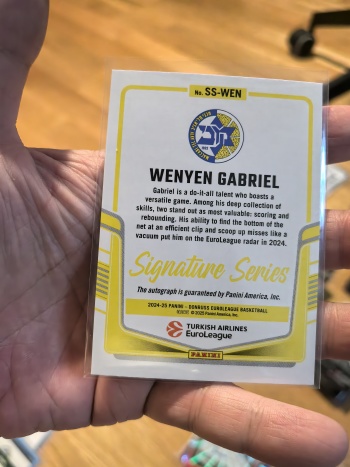 No. SS-WEN
WENYEN GABRIEL
Gabriel is a do-it-all talent who boasts a
versatile game. Among his deep collection of
skills, two stand out as most valuable: scoring and
rebounding. His ability to find the bottom of the
net at an efficient clip and scoop up misses like a
vacuum put him on the EuroLeague radar in 2024.
Signature Series
The autograph is guaranteed by Panini America, Inc.
2024-25 PANINI – DONRUSS EUROLEAGUE BASKETBALL
© 2025 Panini America, Inc.
TURKISH AIRLINES
EuroLeague
PANINI